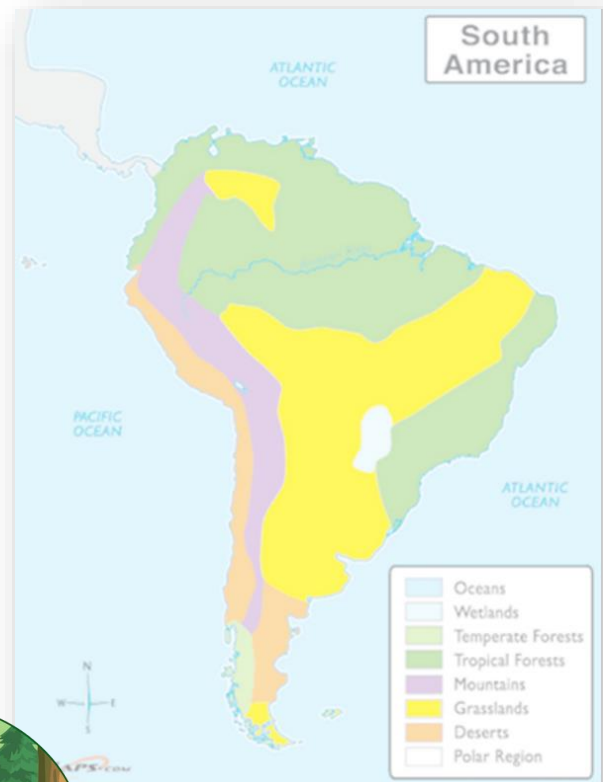 South
America
ATLANTIC
OCEAN
PACIFIC
OCEAN
ATLANTIC
OCEAN
Oceans
Wetlands
Temperate Forests
Tropical Forests
Mountains
Grasslands
Deserts
Polar Region
N
W E
S